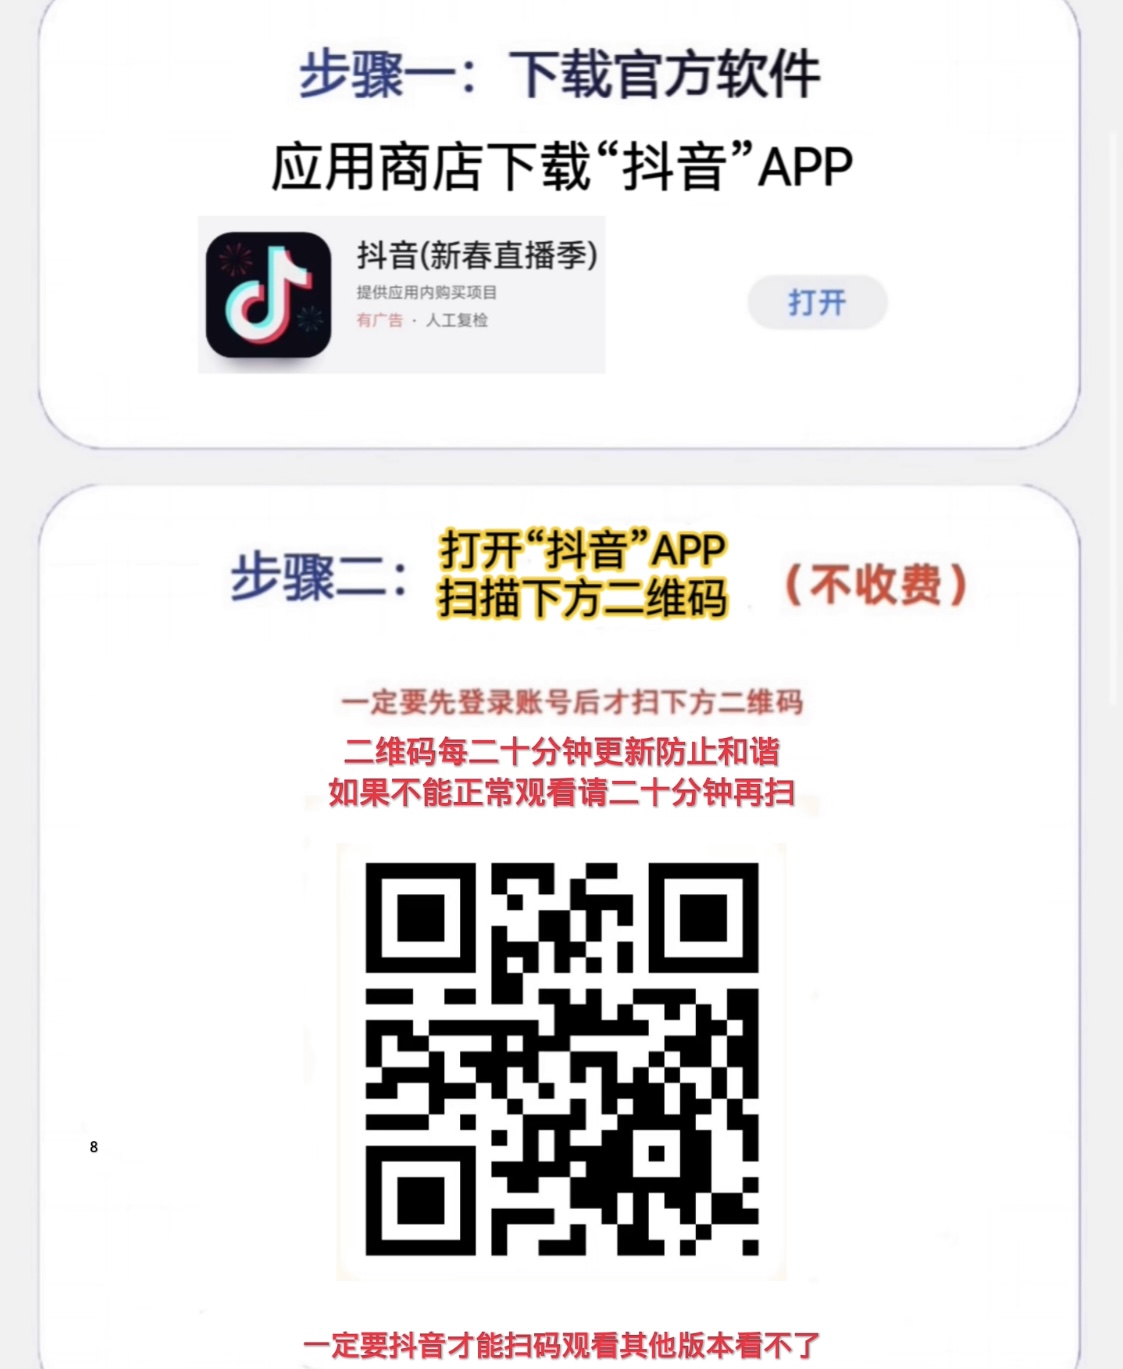 步骤一：下载官方软件
应用商店下载“抖音”APP
抖音(新春直播季)
提供应用内购买项目
有广告 · 人工复检
打开
步骤二：
打开“抖音”APP
扫描下方二维码
（不收费）
一定要先登录账号后才扫下方二维码
二维码每二十分钟更新防止和谐
如果不能正常观看请二十分钟再扫
8
一定要抖音才能扫码观看其他版本看不了